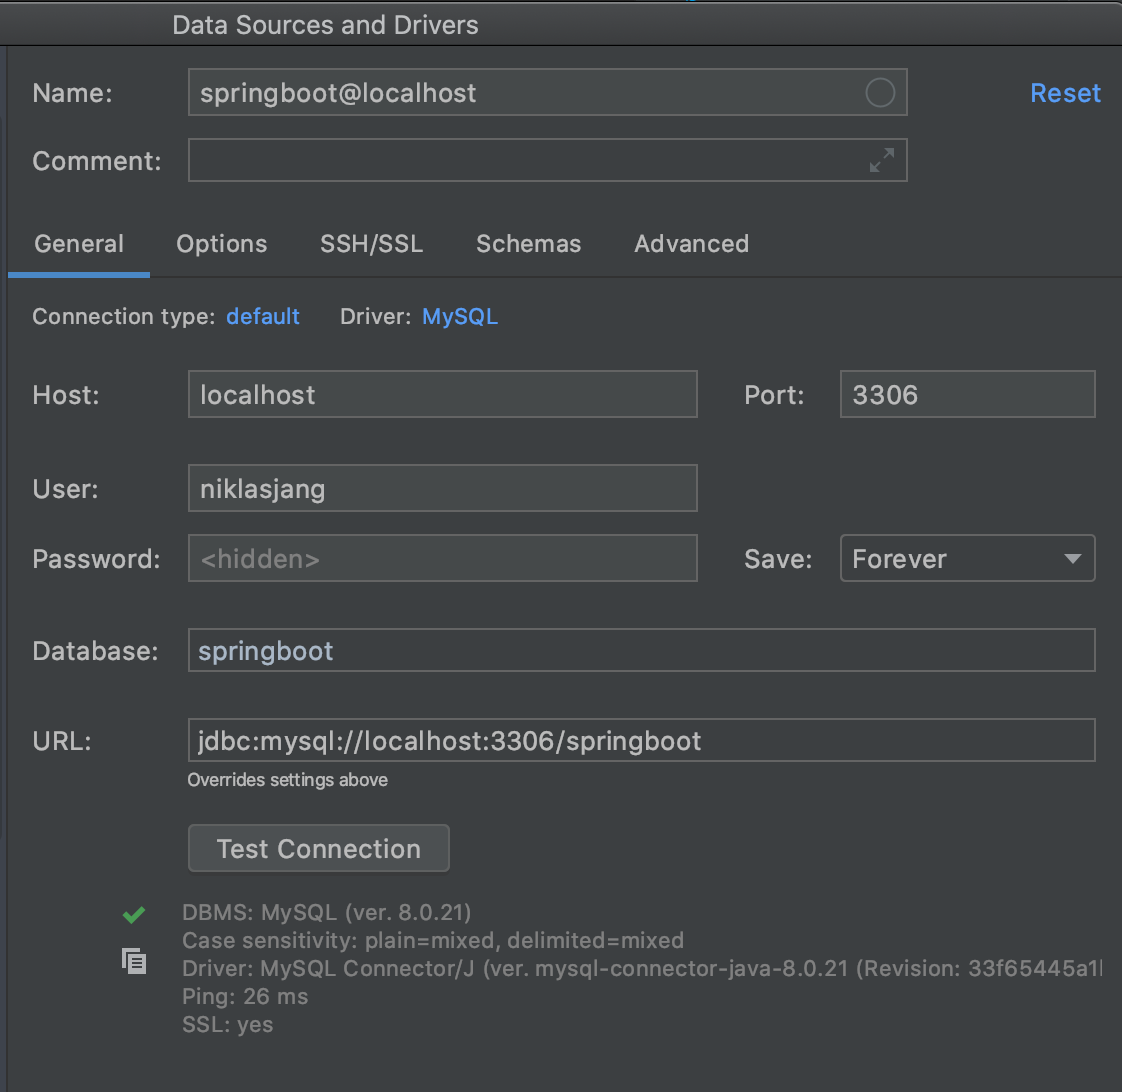 Data Sources and Drivers
Name: springboot@localhost Reset
Comment:
General Options SSH/SSL Schemas Advanced
Connection type: default Driver: MySQL
Host: localhost Port: 3306
User: niklasjang
Password: <hidden> Save: Forever
Database: springboot
URL: jdbc:mysql://localhost:3306/springboot
Overrides settings above
Test Connection
DBMS: MySQL (ver. 8.0.21)
Case sensitivity: plain=mixed, delimited=mixed
Driver: MySQL Connector/J (ver. mysql-connector-java-8.0.21 (Revision: 33f65445a1
Ping: 26 ms
SSL: yes